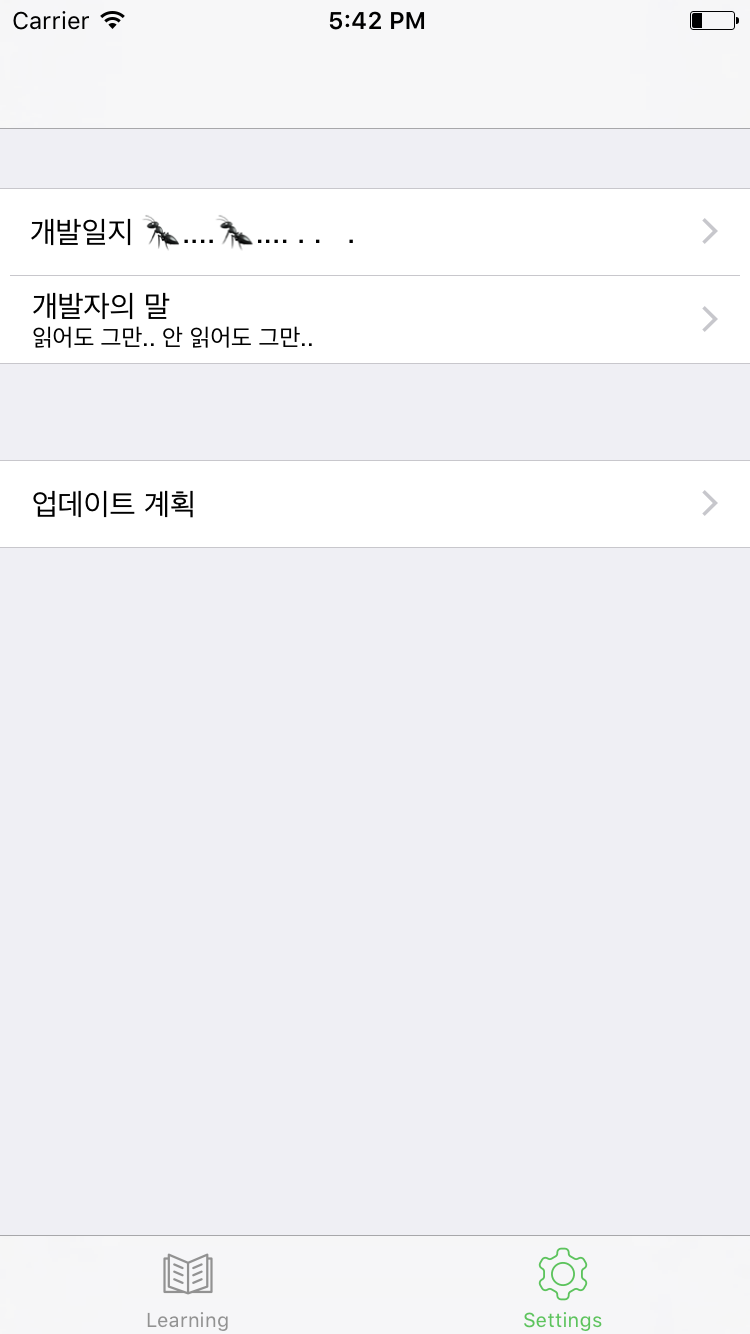 Carrier
5:42 PM
개발일지 🐜....🐜.... . .   .
개발자의 말
읽어도 그만.. 안 읽어도 그만..
업데이트 계획
Learning
Settings